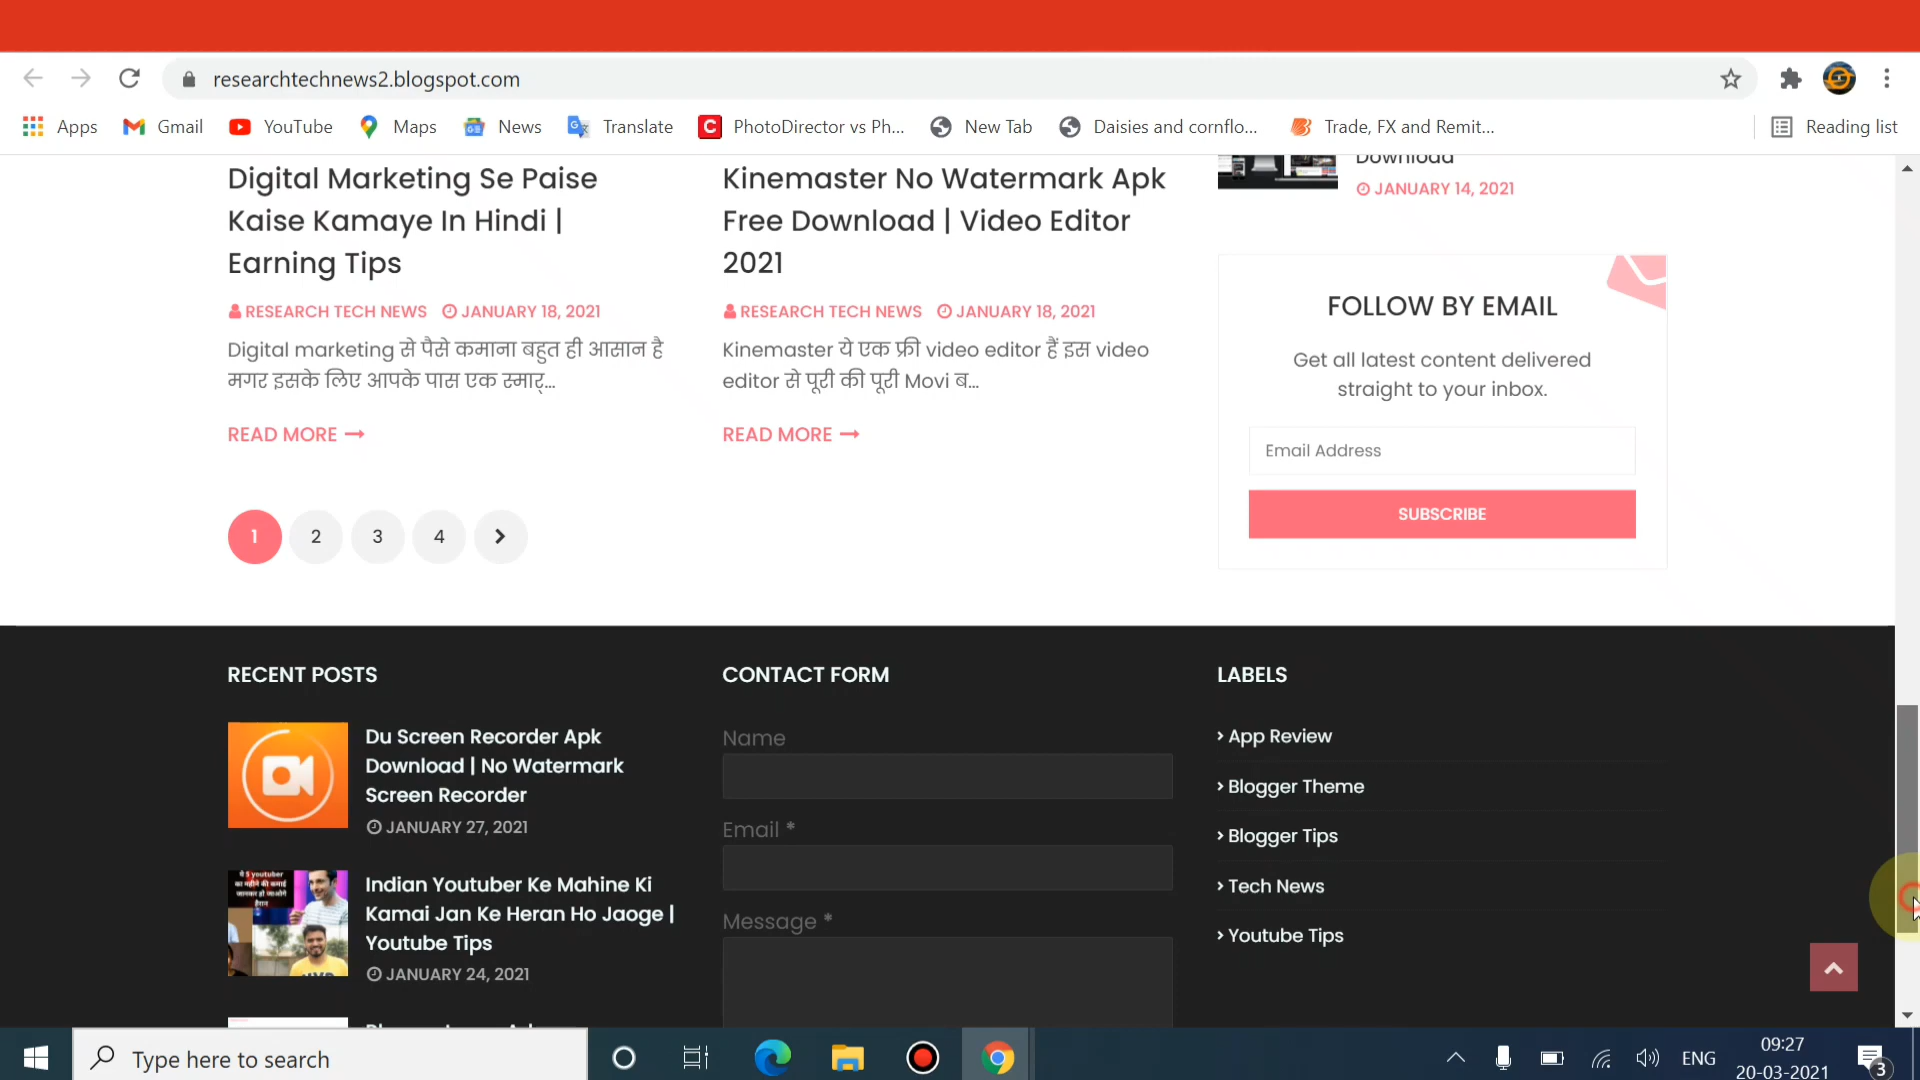 researchtechnews2.blogspot.com
Apps
Gmail
YouTube
Maps
News
Translate
PhotoDirector vs Ph...
New Tab
Daisies and cornflo...
Trade, FX and Remit...
Reading list
Digital Marketing Se Paise
Kaise Kamaye In Hindi |
Earning Tips
RESEARCH TECH NEWS JANUARY 18, 2021
Digital marketing से पैसे कमाना बहुत ही आसान है
मगर इसके लिए आपके पास एक स्मार्...
READ MORE
Kinemaster No Watermark Apk
Free Download | Video Editor
2021
RESEARCH TECH NEWS JANUARY 18, 2021
Kinemaster ये एक फ्री video editor हैं इस video
editor से पूरी की पूरी Movi ब...
READ MORE
Download
JANUARY 14, 2021
FOLLOW BY EMAIL
Get all latest content delivered
straight to your inbox.
Email Address
SUBSCRIBE
1 2 3 4
RECENT POSTS
Du Screen Recorder Apk
Download | No Watermark
Screen Recorder
JANUARY 27, 2021
Indian Youtuber Ke Mahine Ki
Kamai Jan Ke Heran Ho Jaoge |
Youtube Tips
JANUARY 24, 2021
CONTACT FORM
Name
Email *
Message *
LABELS
App Review
Blogger Theme
Blogger Tips
Tech News
Youtube Tips
Type here to search
ENG
09:27
20-03-2021
3